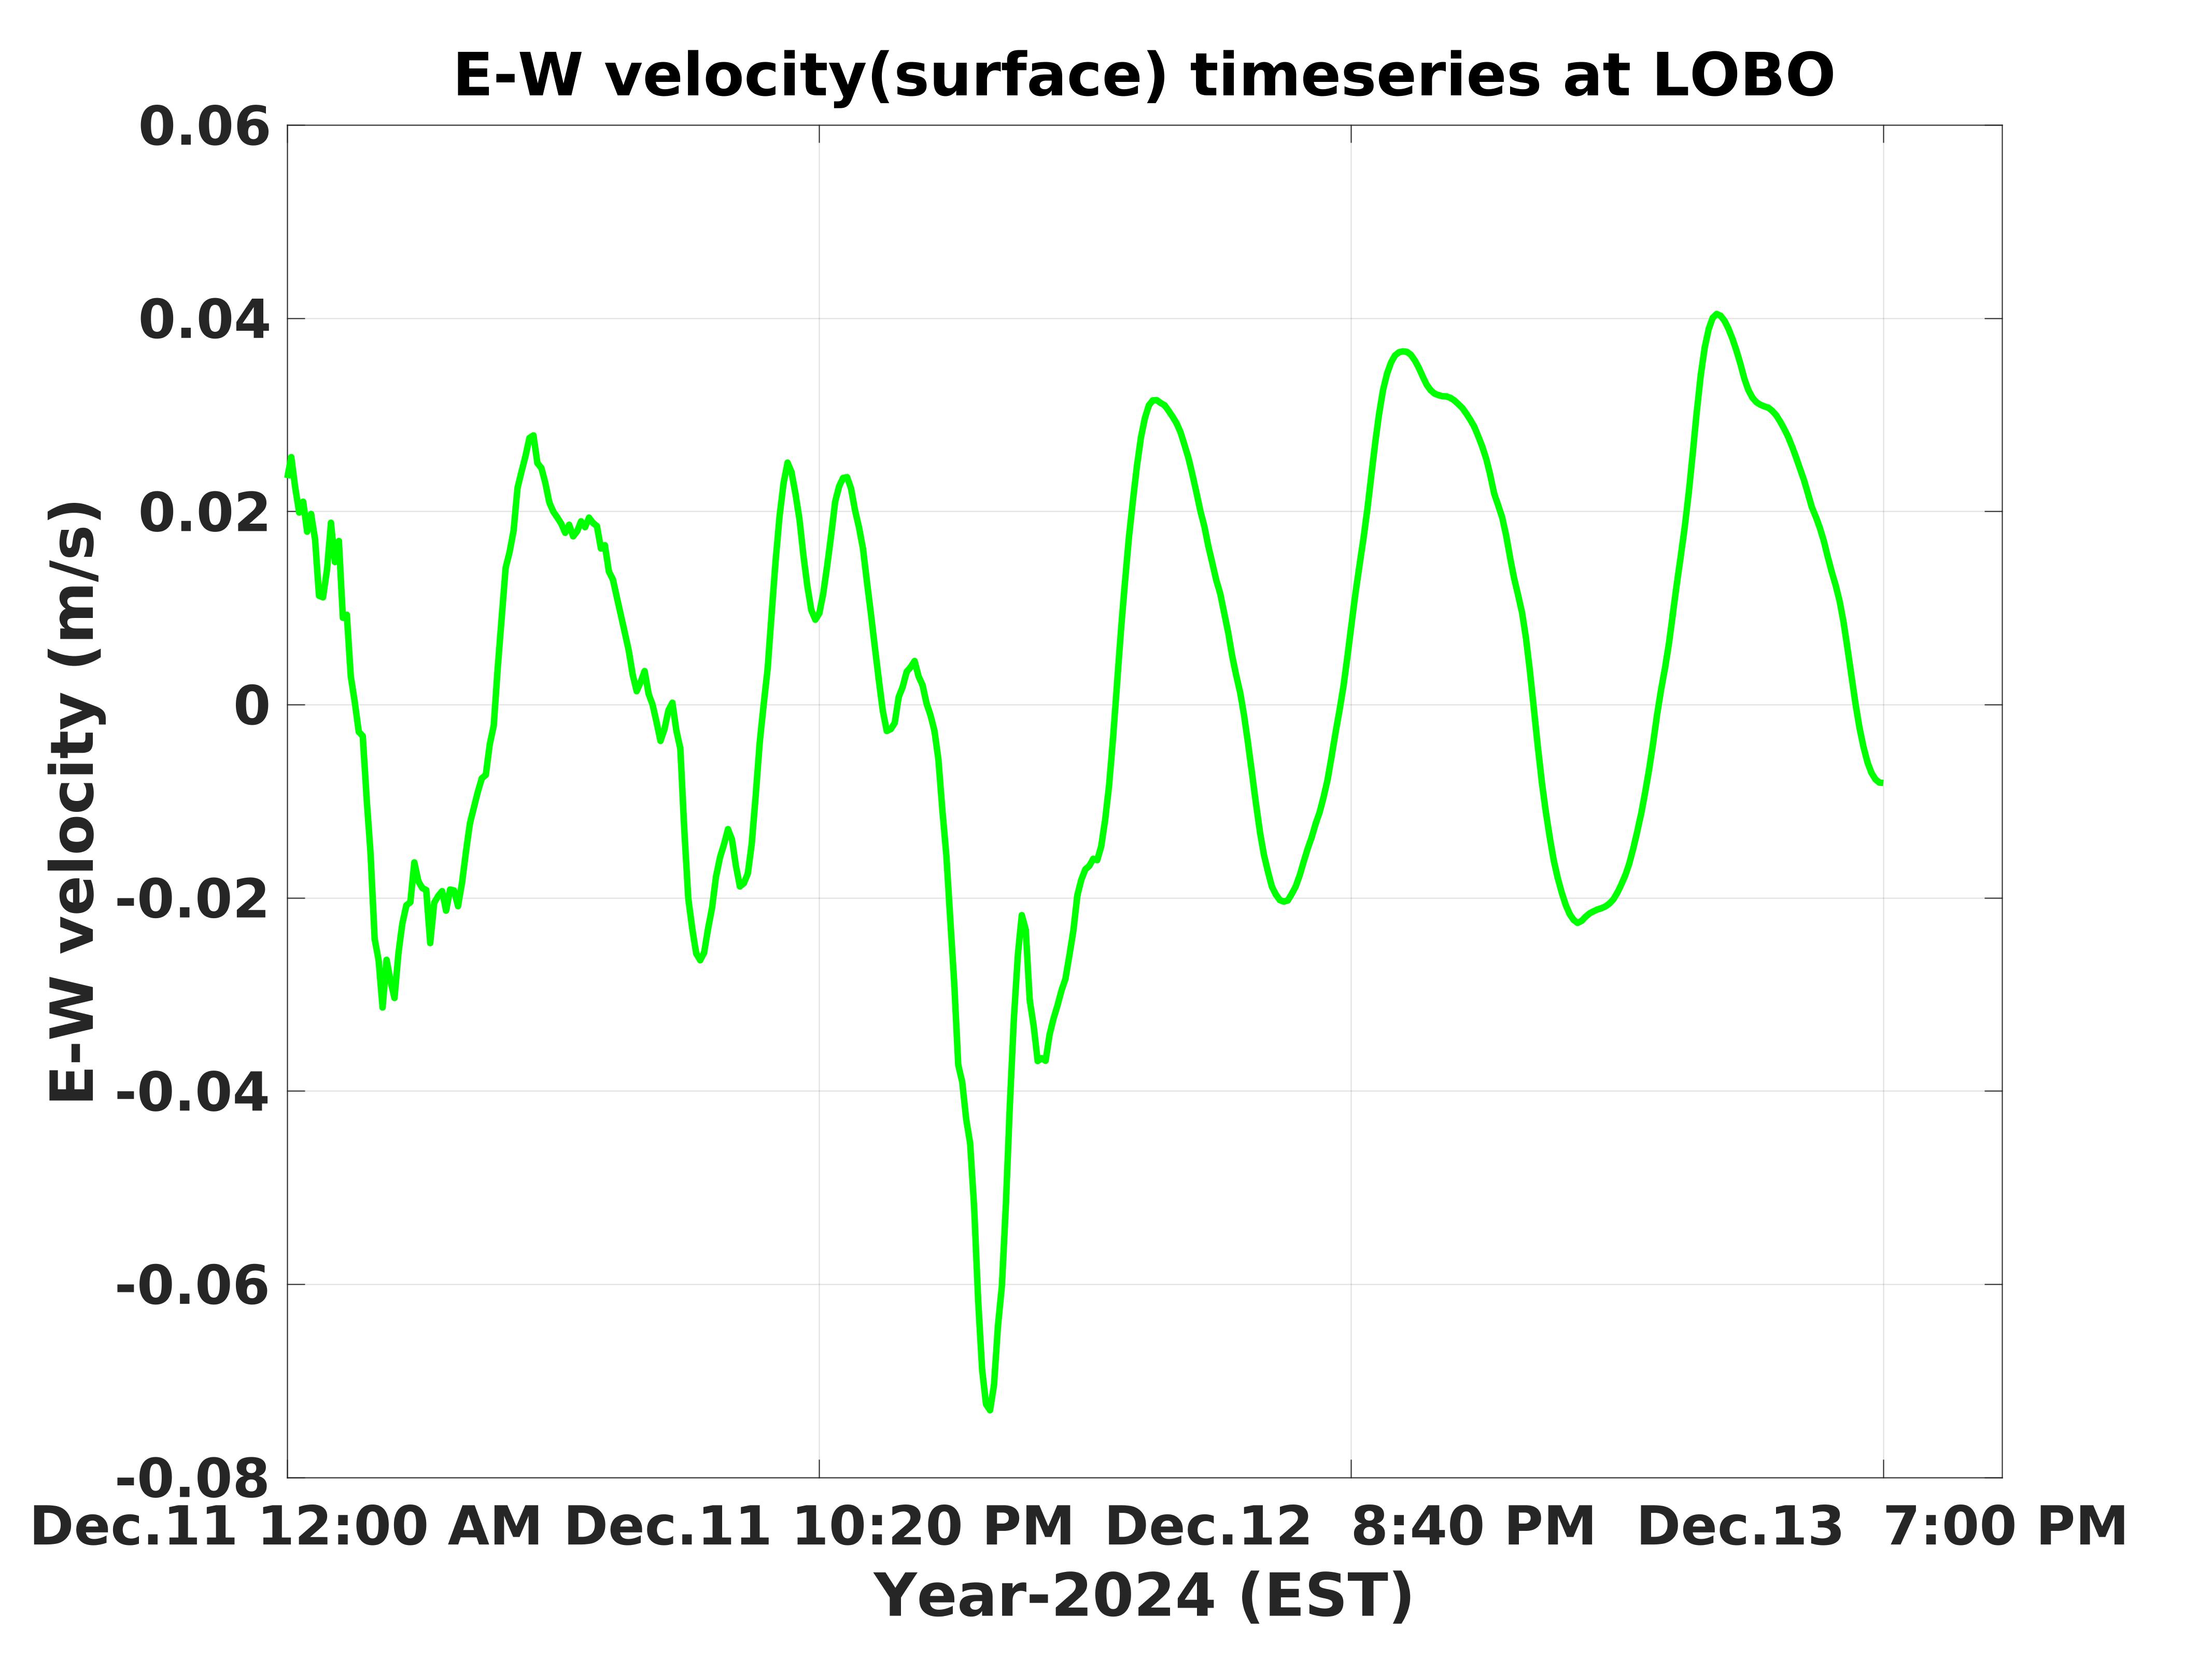 E-W velocity(surface) timeseries at LOBO
E-W velocity (m/s)
0.06
0.04
0.02
0
-0.02
-0.04
-0.06
-0.08
Dec.11 12:00 AM Dec.11 10:20 PM Dec.12 8:40 PM Dec.13 7:00 PM
Year-2024 (EST)